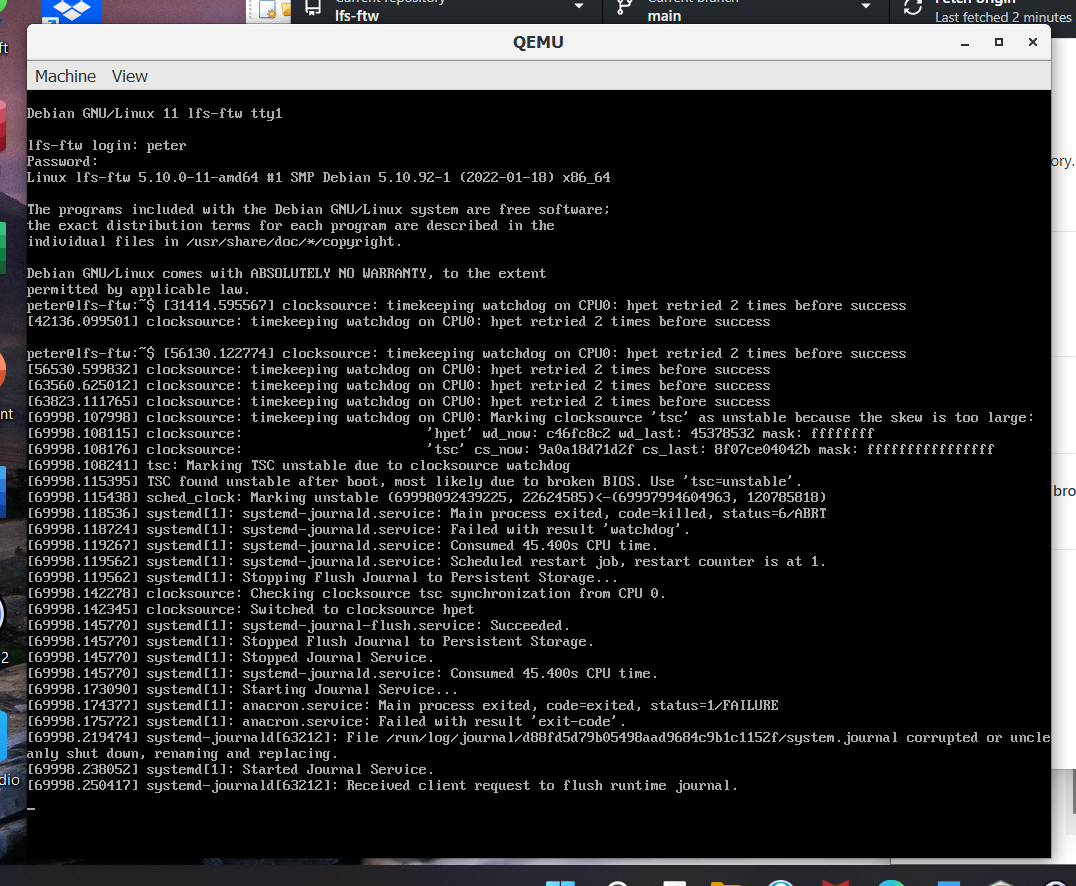 lfs-ftw
main
Last fetched 2 minutes
QEMU
Machine View
Debian GNU/Linux 11 lfs-ftw tty1
lfs-ftw login: peter
Password:
Linux lfs-ftw 5.10.0-11-amd64 #1 SMP Debian 5.10.92-1 (2022-01-18) x86_64
The programs included with the Debian GNU/Linux system are free software;
the exact distribution terms for each program are described in the
individual files in /usr/share/doc/*/copyright.
Debian GNU/Linux comes with ABSOLUTELY NO WARRANTY, to the extent
permitted by applicable law.
peter@lfs-ftw:~$ [31414.595567] clocksource: timekeeping watchdog on CPU0: hpet retried 2 times before success
[42136.099501] clocksource: timekeeping watchdog on CPU0: hpet retried 2 times before success
peter@lfs-ftw:~$ [56130.122774] clocksource: timekeeping watchdog on CPU0: hpet retried 2 times before success
[56530.599832] clocksource: timekeeping watchdog on CPU0: hpet retried 2 times before success
[63560.625012] clocksource: timekeeping watchdog on CPU0: hpet retried 2 times before success
[63823.111765] clocksource: timekeeping watchdog on CPU0: hpet retried 2 times before success
[69998.107998] clocksource: timekeeping watchdog on CPU0: Marking clocksource 'tsc' as unstable because the skew is too large:
[69998.108115] clocksource: 'hpet' wd_now: c46fc8c2 wd_last: 45378532 mask: ffffffff
[69998.108176] clocksource: 'tsc' cs_now: 9a0a18d71d2f cs_last: 8f07ce04042b mask: ffffffffffffffff
[69998.108241] tsc: Marking TSC unstable due to clocksource watchdog
[69998.115395] TSC found unstable after boot, most likely due to broken BIOS. Use 'tsc=unstable'.
[69998.115438] sched_clock: Marking unstable (69998092439225, 22624585)<-(69997994604963, 120785818)
[69998.118536] systemd[1]: systemd-journald.service: Main process exited, code=killed, status=6/ABRT
[69998.118724] systemd[1]: systemd-journald.service: Failed with result 'watchdog'.
[69998.119267] systemd[1]: systemd-journald.service: Consumed 45.400s CPU time.
[69998.119562] systemd[1]: systemd-journald.service: Scheduled restart job, restart counter is at 1.
[69998.119562] systemd[1]: Stopping Flush Journal to Persistent Storage...
[69998.142278] clocksource: Checking clocksource tsc synchronization from CPU 0.
[69998.142345] clocksource: Switched to clocksource hpet
[69998.145770] systemd[1]: systemd-journal-flush.service: Succeeded.
[69998.145770] systemd[1]: Stopped Flush Journal to Persistent Storage.
[69998.145770] systemd[1]: Stopped Journal Service.
[69998.145770] systemd[1]: systemd-journald.service: Consumed 45.400s CPU time.
[69998.173090] systemd[1]: Starting Journal Service...
[69998.174377] systemd[1]: anacron.service: Main process exited, code=exited, status=1/FAILURE
[69998.175772] systemd[1]: anacron.service: Failed with result 'exit-code'.
[69998.219474] systemd-journald[63212]: File /run/log/journal/d88fd5d79b05498aad9684c9b1c1152f/system.journal corrupted or uncle
anly shut down, renaming and replacing.
[69998.238052] systemd[1]: Started Journal Service.
[69998.250417] systemd-journald[63212]: Received client request to flush runtime journal.